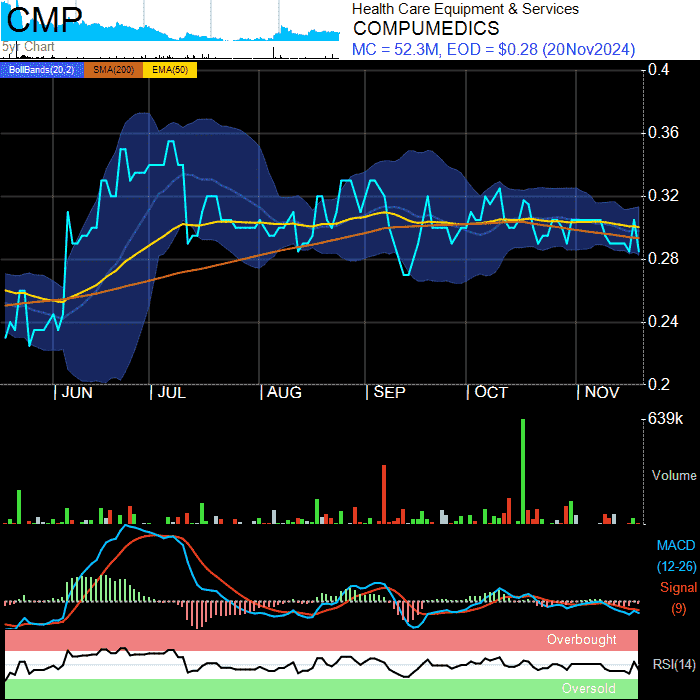 CMP
5yr Chart
Health Care Equipment & Services
COMPUMEDICS
MC = 52.3M, EOD = $0.28 (20Nov2024)
BollBands(20,2) SMA(200) EMA(50)
0.4
0.36
0.32
0.28
0.24
0.2
JUN JUL AUG SEP OCT NOV
639k
Volume
MACD
(12-26)
Signal
(9)
Overbought
RSI(14)
Oversold